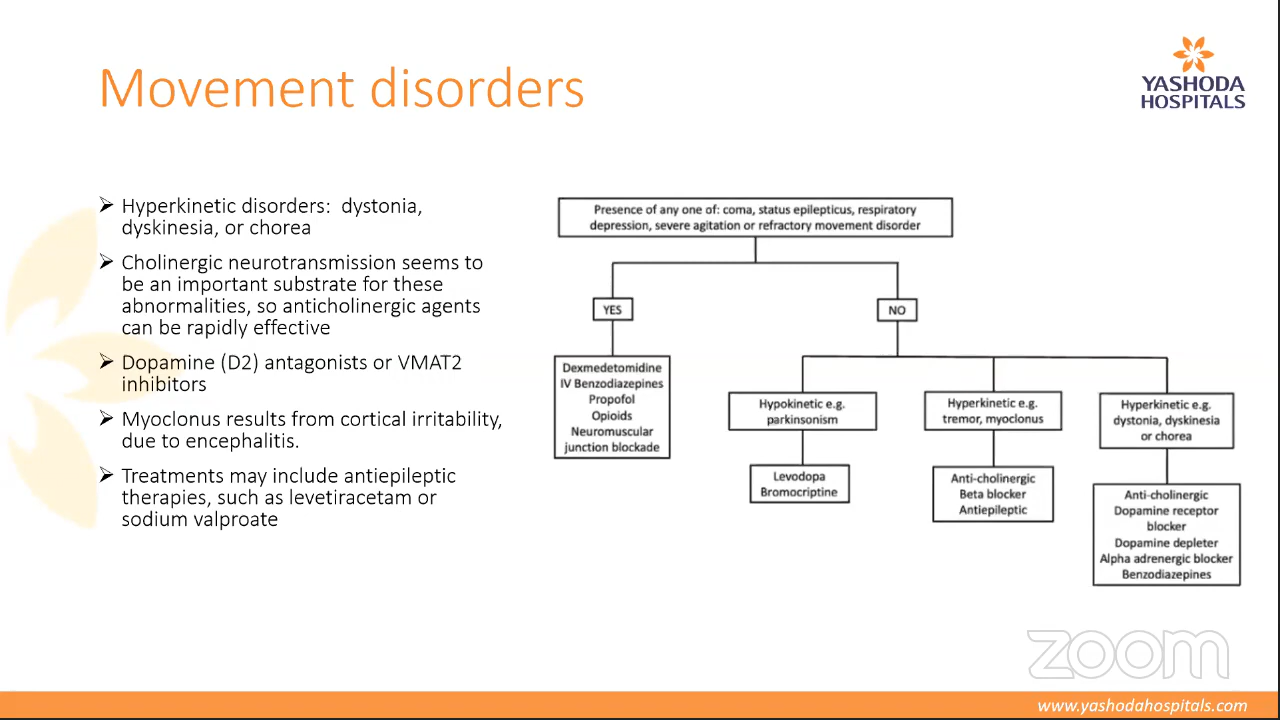 Movement disorders
YASHODA
HOSPITALS
Hyperkinetic disorders:  dystonia,
dyskinesia, or chorea
Cholinergic neurotransmission seems to
be an important substrate for these
abnormalities, so anticholinergic agents
can be rapidly effective
Dopamine (D2) antagonists or VMAT2
inhibitors
Myoclonus results from cortical irritability,
due to encephalitis.
Treatments may include antiepileptic
therapies, such as levetiracetam or
sodium valproate
Presence of any one of: coma, status epilepticus, respiratory
depression, severe agitation or refractory movement disorder
YES
NO
Dexmedetomidine
IV Benzodiazepines
Propofol
Opioids
Neuromuscular
junction blockade
Hypokinetic e.g.
parkinsonism
Levodopa
Bromocriptine
Hyperkinetic e.g.
tremor, myoclonus
Anti-cholinergic
Beta blocker
Antiepileptic
Hyperkinetic e.g.
dystonia, dyskinesia
or chorea
Anti-cholinergic
Dopamine receptor
blocker
Dopamine depleter
Alpha adrenergic blocker
Benzodiazepines
zoom
www.yashodahospitals.com